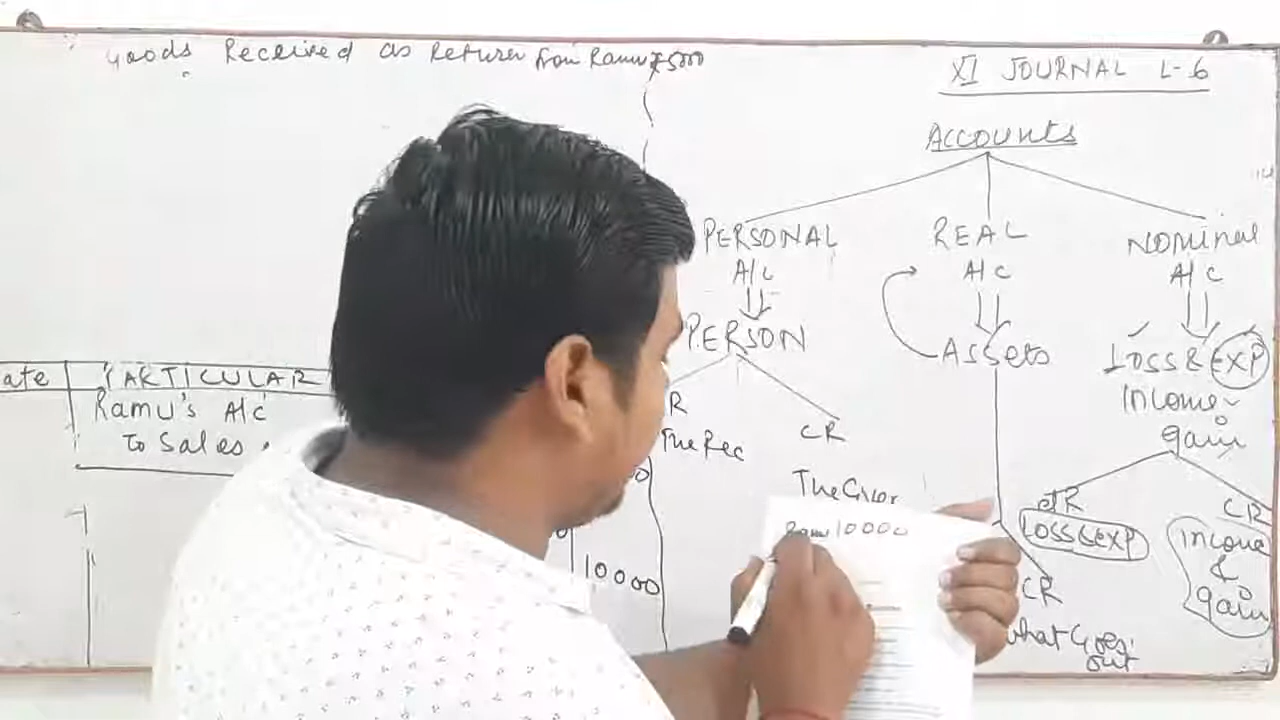 Goods Received as Return from Ramu ₹5000
XI JOURNAL L-6
ACCOUNTS
PERSONAL
A/C
PERSON
R
The Rec
CR
The Giver
REAL
A/C
ASSETS
CR
what Goes
out
NOMINAL
A/C
LOSS & EXP
Income
gain
DR
LOSS & EXP
CR
Income
&
gain
ate PARTICULAR
Ramu's A/C
To Sales
10000
Ramu 10000